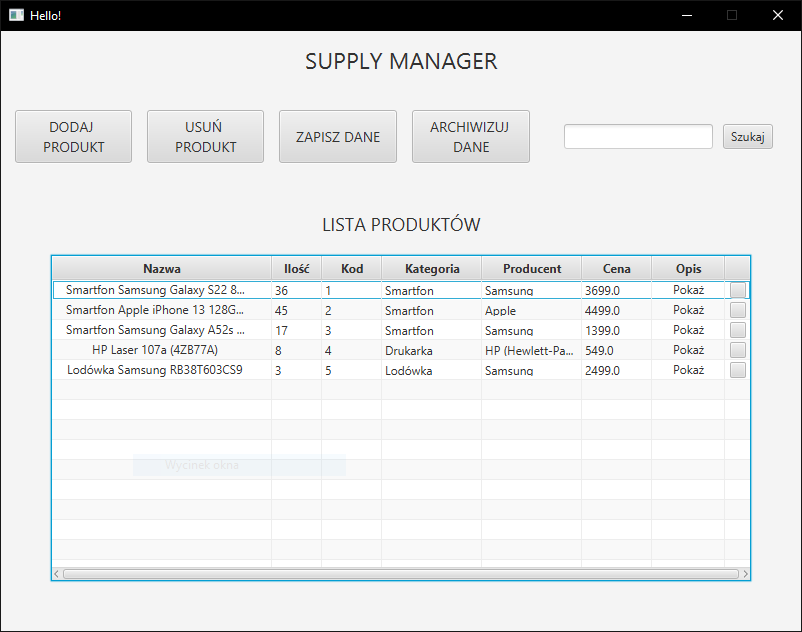 Hello!
SUPPLY MANAGER
DODAJ
PRODUKT
USUŃ
PRODUKT
ZAPISZ DANE
ARCHIWIZUJ
DANE
Szukaj
LISTA PRODUKTÓW
Nazwa Ilość Kod Kategoria Producent Cena Opis
Smartfon Samsung Galaxy S22 8... 36 1 Smartfon Samsung 3699.0 Pokaż
Smartfon Apple iPhone 13 128G... 45 2 Smartfon Apple 4499.0 Pokaż
Smartfon Samsung Galaxy A52s ... 17 3 Smartfon Samsung 1399.0 Pokaż
HP Laser 107a (4ZB77A) 8 4 Drukarka HP (Hewlett-Pa... 549.0 Pokaż
Lodówka Samsung RB38T603CS9 3 5 Lodówka Samsung 2499.0 Pokaż
Wycinek okna